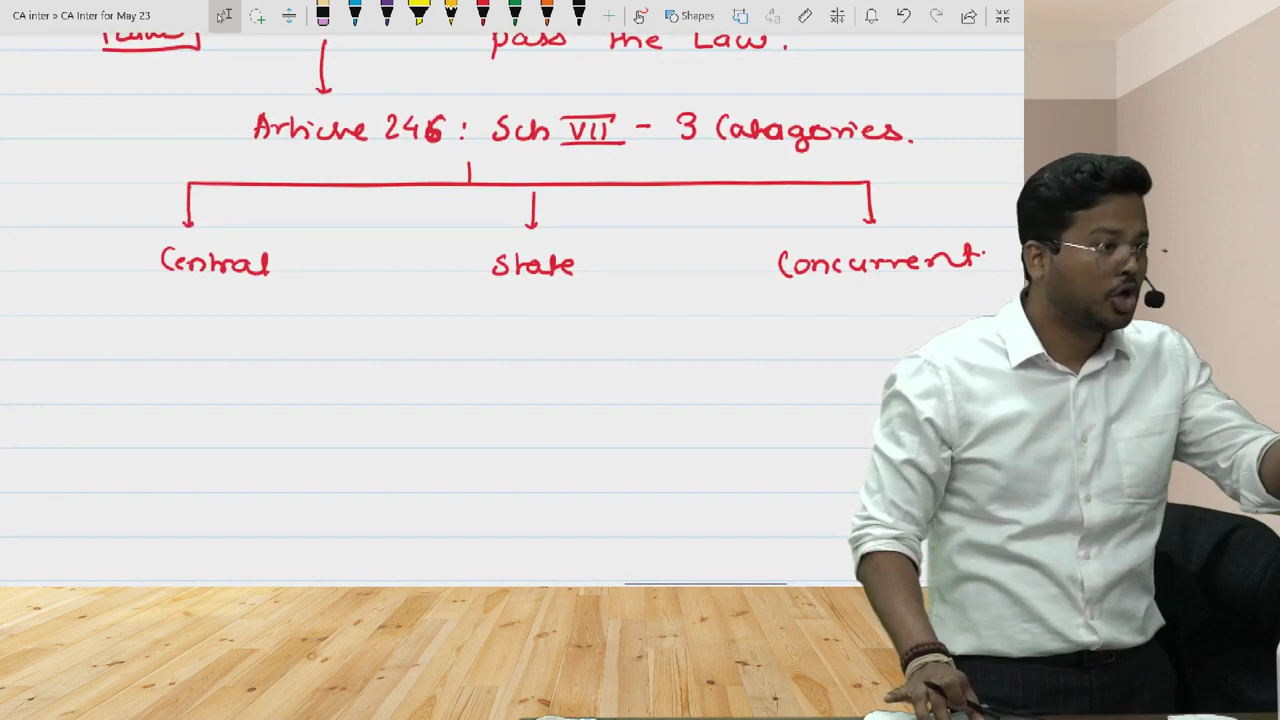 CA inter » CA Inter for May 23
Shapes
pass the Law.
Article 246 : Sch VII - 3 Catagories.
Central State Concurrent